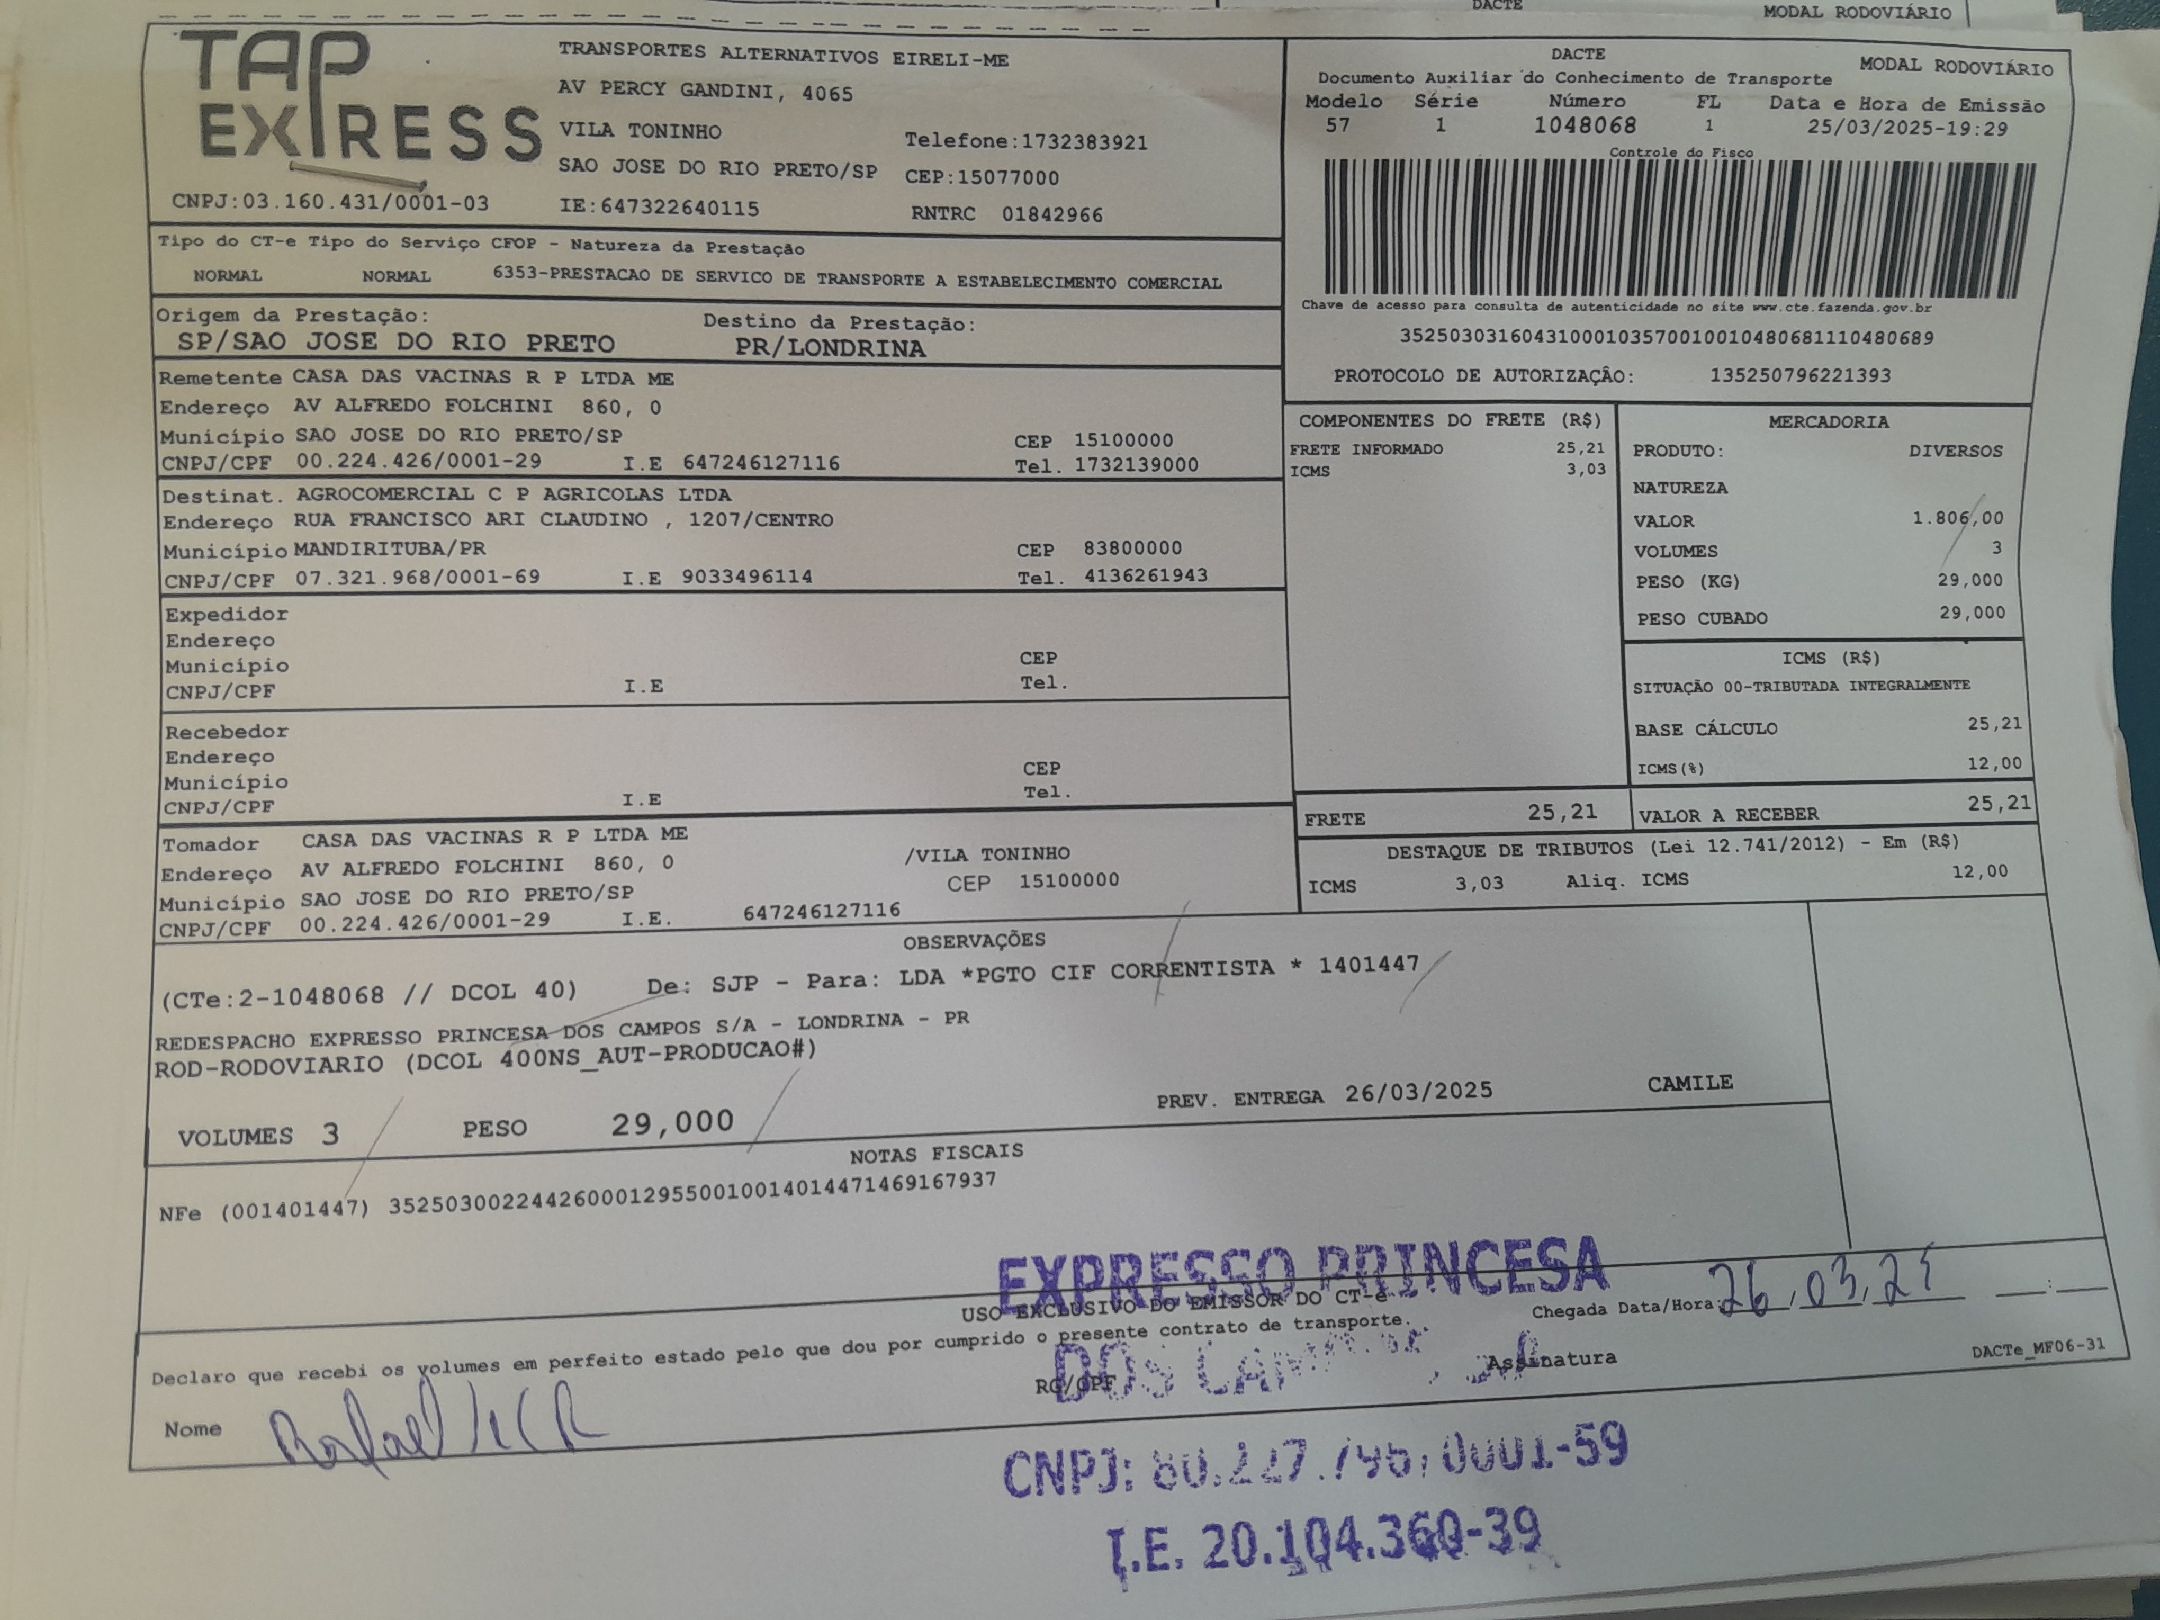 DACTE
MODAL RODOVIÁRIO
TAP EXPRESS
CNPJ:03.160.431/0001-03
TRANSPORTES ALTERNATIVOS EIRELI-ME
AV PERCY GANDINI, 4065
VILA TONINHO
Telefone:1732383921
SAO JOSE DO RIO PRETO/SP CEP:15077000
IE:647322640115 RNTRC 01842966
DACTE MODAL RODOVIÁRIO
Documento Auxiliar do Conhecimento de Transporte
Modelo Série Número FL Data e Hora de Emissão
57 1 1048068 1 25/03/2025-19:29
Controle do Fisco
Chave de acesso para consulta de autenticidade no site www.cte.fazenda.gov.br
35250303160431000103570010010480681110480689
PROTOCOLO DE AUTORIZAÇÂO: 135250796221393
Tipo do CT-e Tipo do Serviço CFOP - Natureza da Prestação
NORMAL NORMAL 6353-PRESTACAO DE SERVICO DE TRANSPORTE A ESTABELECIMENTO COMERCIAL
Origem da Prestação: Destino da Prestação:
SP/SAO JOSE DO RIO PRETO PR/LONDRINA
Remetente CASA DAS VACINAS R P LTDA ME
Endereço AV ALFREDO FOLCHINI 860, 0
Município SAO JOSE DO RIO PRETO/SP CEP 15100000
CNPJ/CPF 00.224.426/0001-29 I.E 647246127116 Tel. 1732139000
Destinat. AGROCOMERCIAL C P AGRICOLAS LTDA
Endereço RUA FRANCISCO ARI CLAUDINO , 1207/CENTRO
Município MANDIRITUBA/PR CEP 83800000
CNPJ/CPF 07.321.968/0001-69 I.E 9033496114 Tel. 4136261943
Expedidor
Endereço
Município CEP
CNPJ/CPF I.E Tel.
Recebedor
Endereço
Município CEP
CNPJ/CPF I.E Tel.
Tomador CASA DAS VACINAS R P LTDA ME
Endereço AV ALFREDO FOLCHINI 860, 0 /VILA TONINHO
Município SAO JOSE DO RIO PRETO/SP CEP 15100000
CNPJ/CPF 00.224.426/0001-29 I.E. 647246127116
COMPONENTES DO FRETE (R$)
FRETE INFORMADO 25,21
ICMS 3,03
MERCADORIA
PRODUTO: DIVERSOS
NATUREZA
VALOR 1.806,00
VOLUMES 3
PESO (KG) 29,000
PESO CUBADO 29,000
ICMS (R$)
SITUAÇÃO 00-TRIBUTADA INTEGRALMENTE
BASE CÁLCULO 25,21
ICMS(%) 12,00
FRETE 25,21 VALOR A RECEBER 25,21
DESTAQUE DE TRIBUTOS (Lei 12.741/2012) - Em (R$)
ICMS 3,03 Aliq. ICMS 12,00
OBSERVAÇÕES
(CTe:2-1048068 // DCOL 40) De: SJP - Para: LDA *PGTO CIF CORRENTISTA * 1401447
REDESPACHO EXPRESSO PRINCESA DOS CAMPOS S/A - LONDRINA - PR
ROD-RODOVIARIO (DCOL 400NS_AUT-PRODUCAO#)
VOLUMES 3 PESO 29,000 PREV. ENTREGA 26/03/2025 CAMILE
NOTAS FISCAIS
NFe (001401447) 35250300224426000129550010014014471469167937
EXPRESSO PRINCESA
USO EXCLUSIVO DO EMISSOR DO CT-e
Chegada Data/Hora: 26,03,25
Declaro que recebi os volumes em perfeito estado pelo que dou por cumprido o presente contrato de transporte.
DOS CAMPOS
RG/CPF Assinatura DACTe_MF06-31
Nome Rafael
CNPJ: 0001-59
I.E. 20.104.360-39